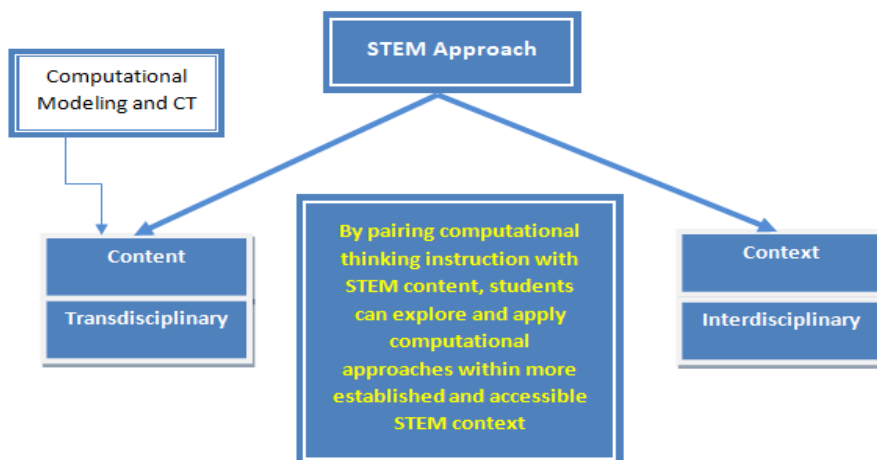 STEM Approach
Computational
Modeling and CT
Content
Transdisciplinary
By pairing computational
thinking instruction with
STEM content, students
can explore and apply
computational
approaches within more
established and accessible
STEM context
Context
Interdisciplinary